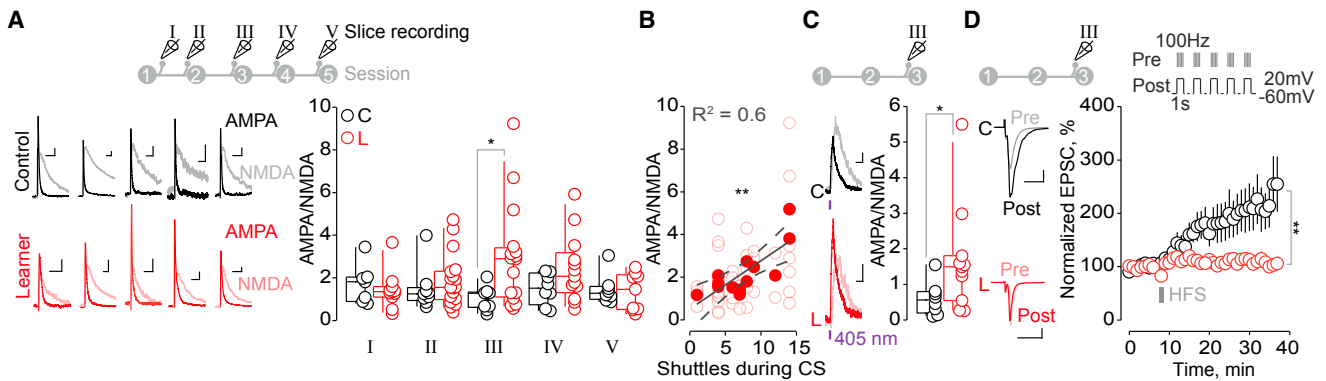 A
I II III IV V Slice recording
1 2 3 4 5 Session
Control
AMPA
NMDA
Learner
AMPA
NMDA
AMPA/NMDA
10
8
6
4
2
0
C
L
*
I II III IV V
B
AMPA/NMDA
10
8
6
4
2
0
R² = 0.6
**
0 5 10 15
Shuttles during CS
C
III
1 2 3
C
L
405 nm
AMPA/NMDA
6
5
4
3
2
1
0
*
C L
D
III
1 2 3
100Hz
Pre
Post
20mV
-60mV
1s
C
Pre
Post
L
Pre
Post
Normalized EPSC, %
400
300
200
100
0
**
HFS
0 10 20 30 40
Time, min